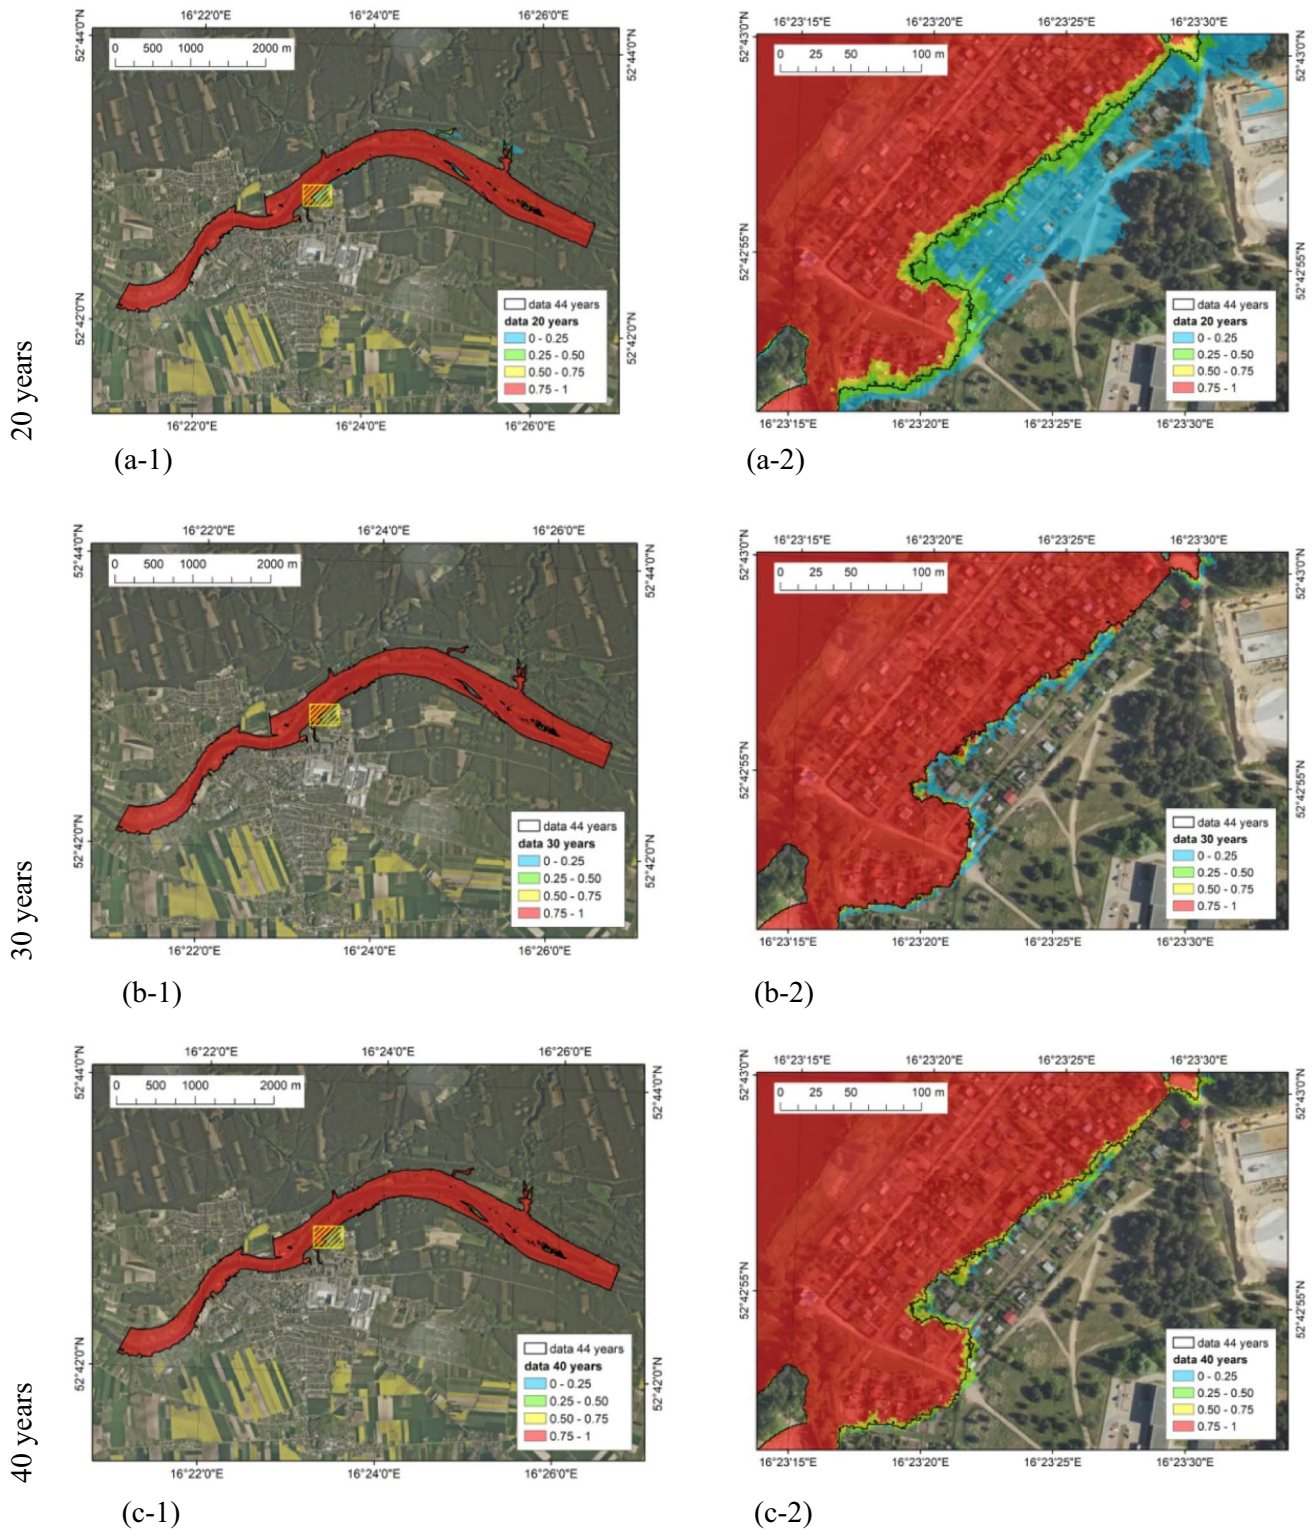 20 years
16°22'0"E 16°24'0"E 16°26'0"E
52°44'0"N
52°44'0"N
0 500 1000 2000 m
52°42'0"N
52°42'0"N
data 44 years
data 20 years
0 - 0.25
0.25 - 0.50
0.50 - 0.75
0.75 - 1
16°22'0"E 16°24'0"E 16°26'0"E
(a-1)
16°23'15"E 16°23'20"E 16°23'25"E 16°23'30"E
52°43'0"N
52°43'0"N
0 25 50 100 m
52°42'55"N
52°42'55"N
data 44 years
data 20 years
0 - 0.25
0.25 - 0.50
0.50 - 0.75
0.75 - 1
16°23'15"E 16°23'20"E 16°23'25"E 16°23'30"E
(a-2)
30 years
16°22'0"E 16°24'0"E 16°26'0"E
52°44'0"N
52°44'0"N
0 500 1000 2000 m
52°42'0"N
52°42'0"N
data 44 years
data 30 years
0 - 0.25
0.25 - 0.50
0.50 - 0.75
0.75 - 1
16°22'0"E 16°24'0"E 16°26'0"E
(b-1)
16°23'15"E 16°23'20"E 16°23'25"E 16°23'30"E
52°43'0"N
52°43'0"N
0 25 50 100 m
52°42'55"N
52°42'55"N
data 44 years
data 30 years
0 - 0.25
0.25 - 0.50
0.50 - 0.75
0.75 - 1
16°23'15"E 16°23'20"E 16°23'25"E 16°23'30"E
(b-2)
40 years
16°22'0"E 16°24'0"E 16°26'0"E
52°44'0"N
52°44'0"N
0 500 1000 2000 m
52°42'0"N
52°42'0"N
data 44 years
data 40 years
0 - 0.25
0.25 - 0.50
0.50 - 0.75
0.75 - 1
16°22'0"E 16°24'0"E 16°26'0"E
(c-1)
16°23'15"E 16°23'20"E 16°23'25"E 16°23'30"E
52°43'0"N
52°43'0"N
0 25 50 100 m
52°42'55"N
52°42'55"N
data 44 years
data 40 years
0 - 0.25
0.25 - 0.50
0.50 - 0.75
0.75 - 1
16°23'15"E 16°23'20"E 16°23'25"E 16°23'30"E
(c-2)